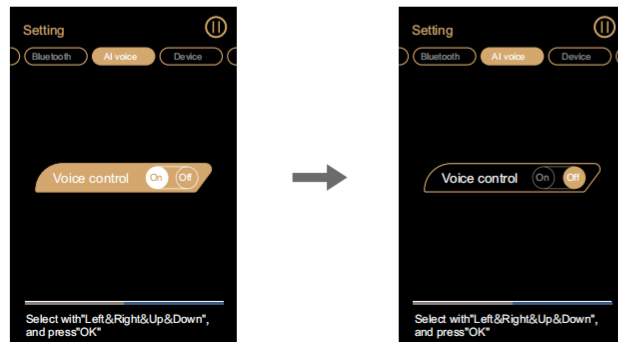 Setting
Bluetooth AI voice Device
Voice control On Off
Select with"Left&Right&Up&Down",
and press"OK"
Setting
Bluetooth AI voice Device
Voice control On Off
Select with"Left&Right&Up&Down",
and press"OK"